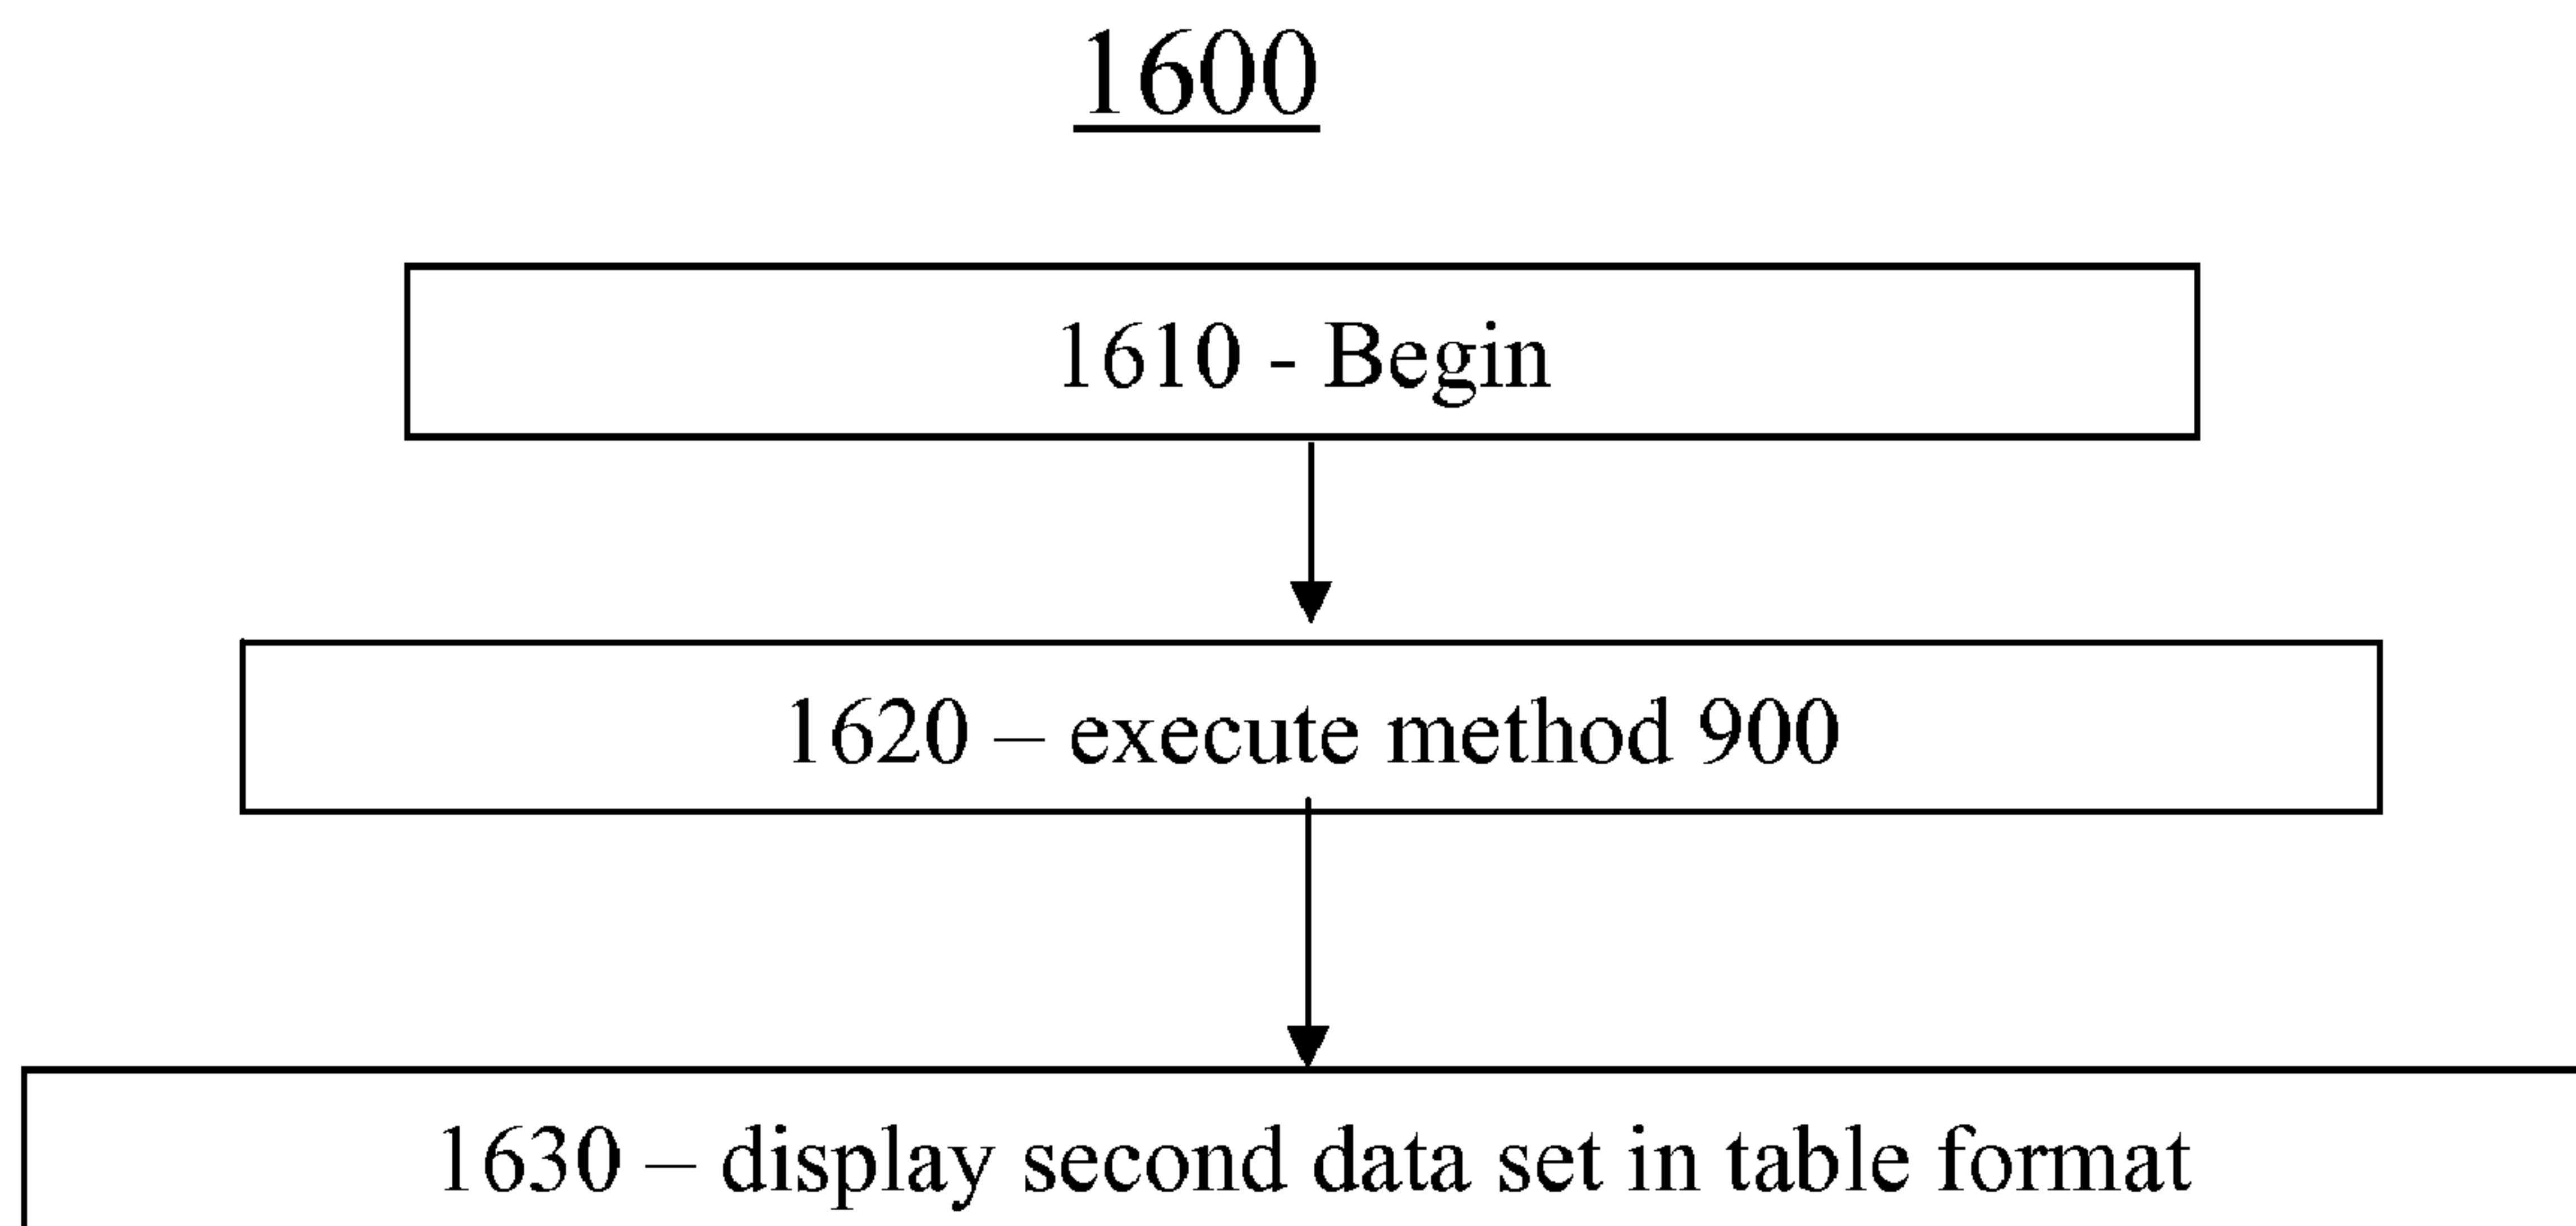 1600
1610 - Begin
1620 – execute method 900
1630 – display second data set in table format